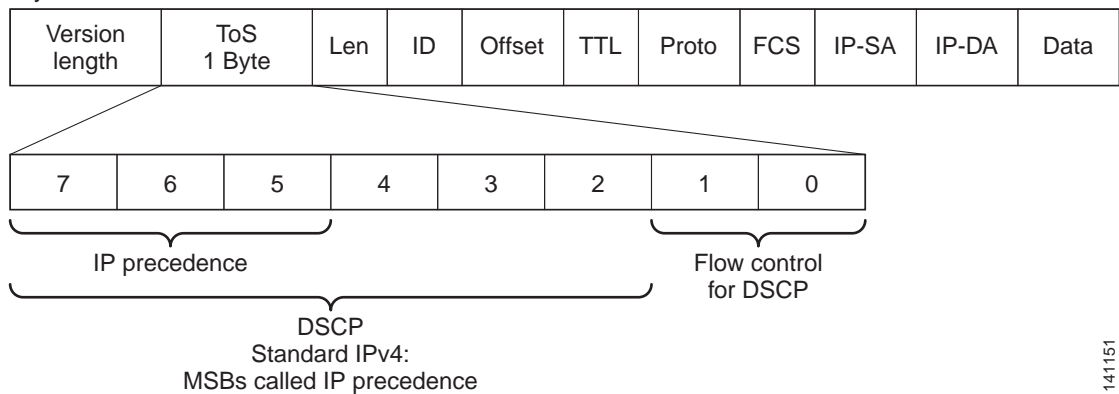 Version length
ToS 1 Byte
Len
ID
Offset
TTL
Proto
FCS
IP-SA
IP-DA
Data
7
6
5
4
3
2
1
0
IP precedence
Flow control
for DSCP
DSCP
Standard IPv4:
MSBs called IP precedence
141151